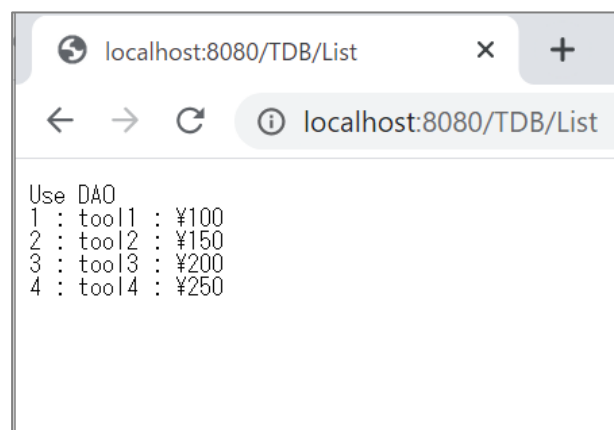 localhost:8080/TDB/List
localhost:8080/TDB/List
Use DAO
1 : tool1 : ¥100
2 : tool2 : ¥150
3 : tool3 : ¥200
4 : tool4 : ¥250